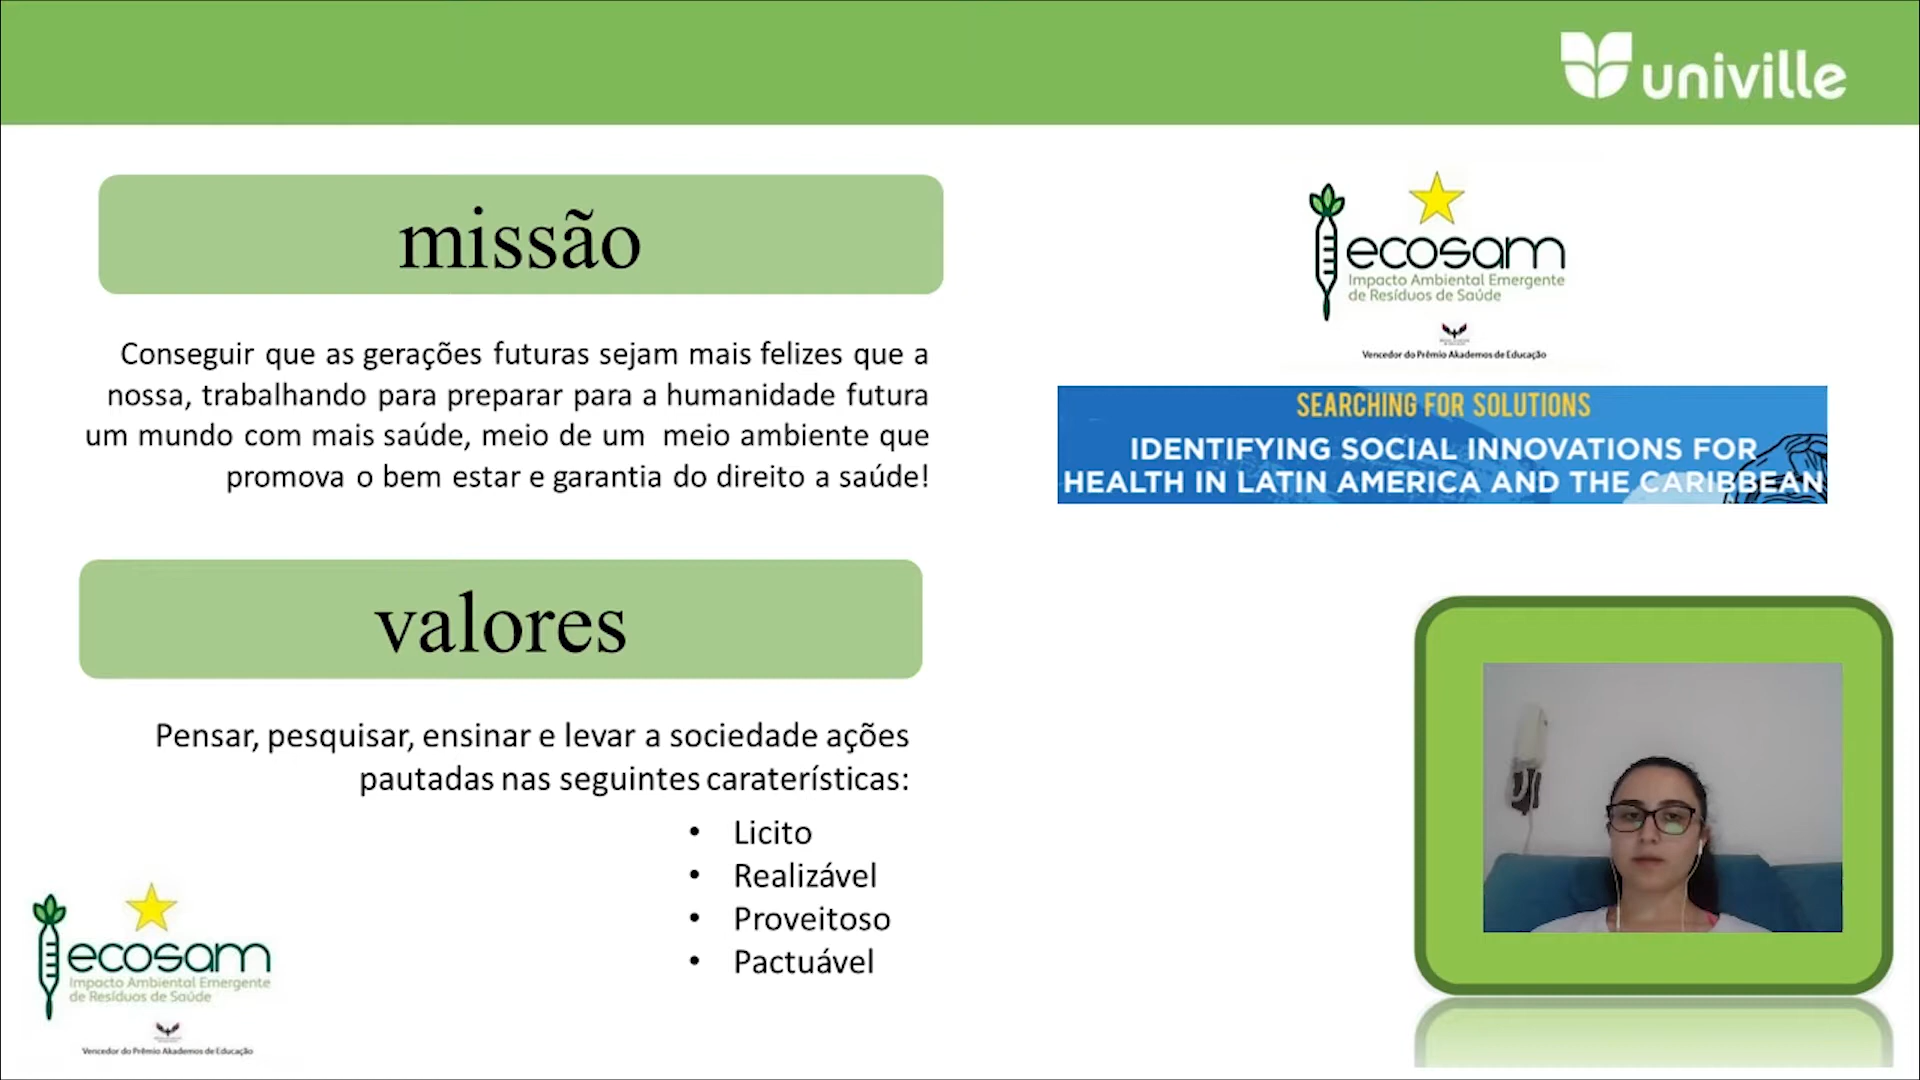 univille
missão
Conseguir que as gerações futuras sejam mais felizes que a
nossa, trabalhando para preparar para a humanidade futura
um mundo com mais saúde, meio de um meio ambiente que
promova o bem estar e garantia do direito a saúde!
valores
Pensar, pesquisar, ensinar e levar a sociedade ações
pautadas nas seguintes caraterísticas:
• Licito
• Realizável
• Proveitoso
• Pactuável
ecosam
Impacto Ambiental Emergente
de Resíduos de Saúde
Vencedor do Prêmio Akademos de Educação
SEARCHING FOR SOLUTIONS
IDENTIFYING SOCIAL INNOVATIONS FOR
HEALTH IN LATIN AMERICA AND THE CARIBBEAN
ecosam
Impacto Ambiental Emergente
de Resíduos de Saúde
Vencedor do Prêmio Akademos de Educação